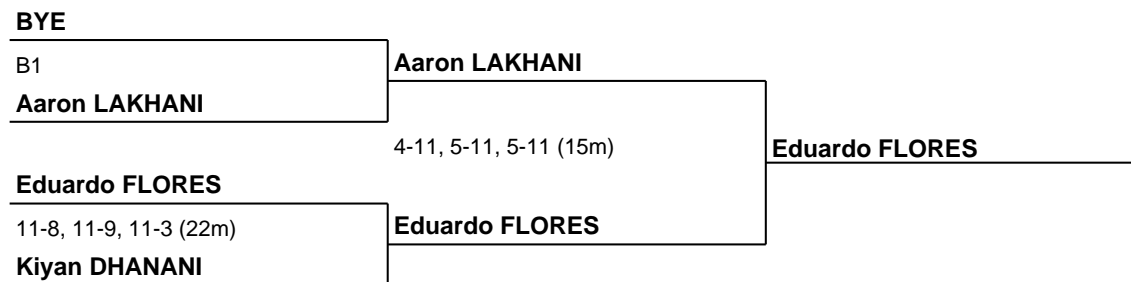 BYE
B1
Aaron LAKHANI
Aaron LAKHANI
4-11, 5-11, 5-11 (15m)
Eduardo FLORES
Eduardo FLORES
11-8, 11-9, 11-3 (22m)
Eduardo FLORES
Kiyan DHANANI